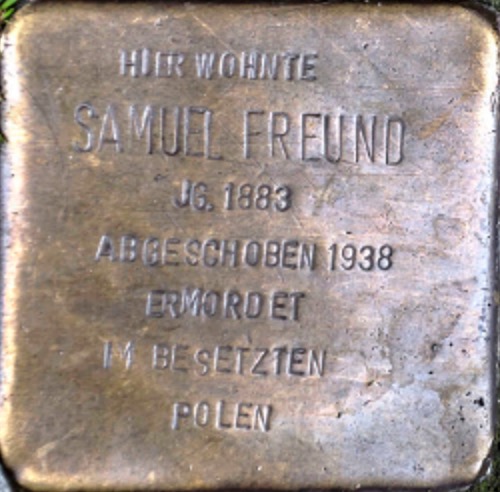 HIER WOHNTE
SAMUEL FREUND
JG. 1883
ABGESCHOBEN 1938
ERMORDET
IM BESETZTEN
POLEN